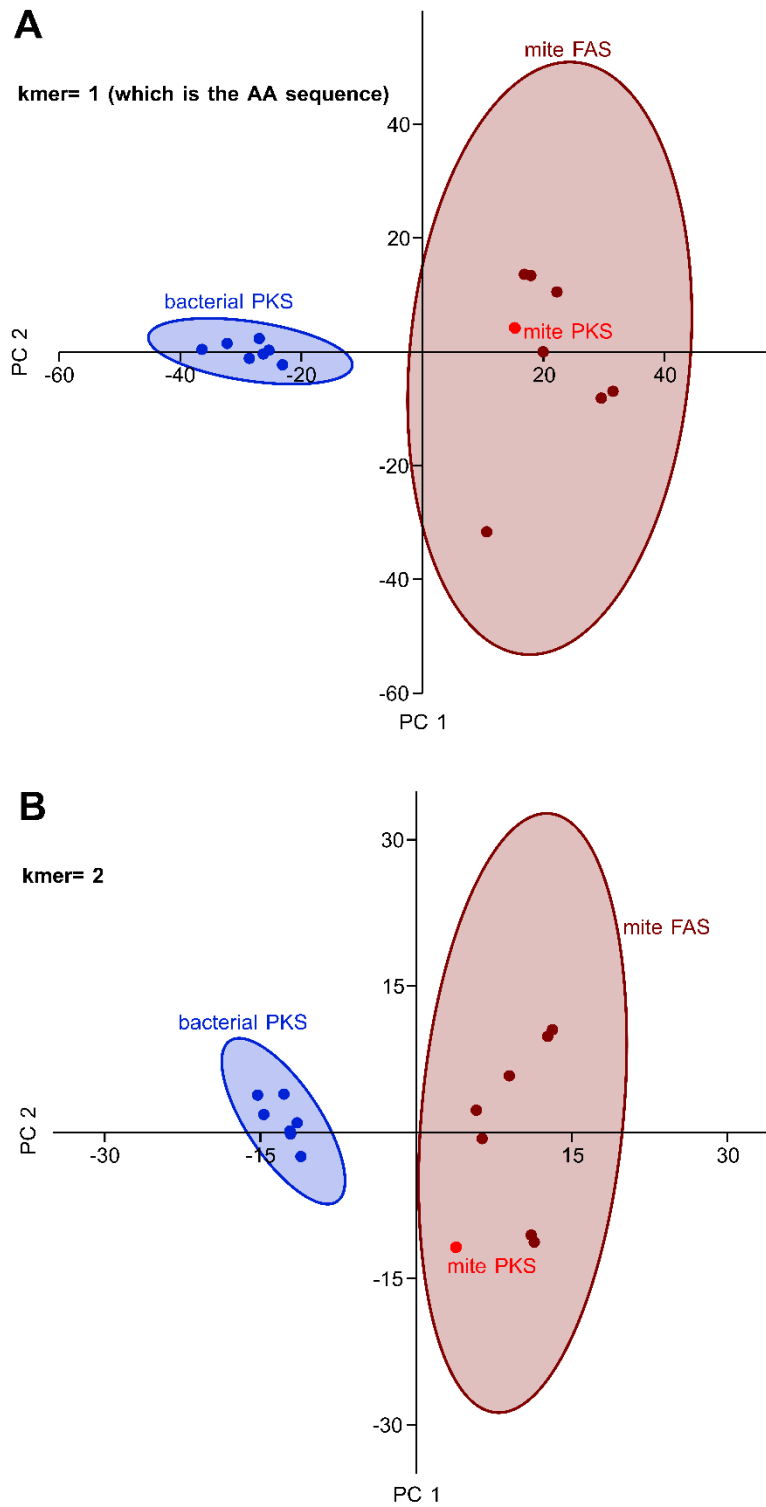 A
mite FAS
kmer= 1 (which is the AA sequence)
40
20
bacterial PKS
mite PKS
PC 2
-60
-40
-20
20
40
-20
-40
-60
PC 1
B
30
kmer= 2
mite FAS
15
bacterial PKS
PC 2
-30
-15
15
30
mite PKS
-15
-30
PC 1